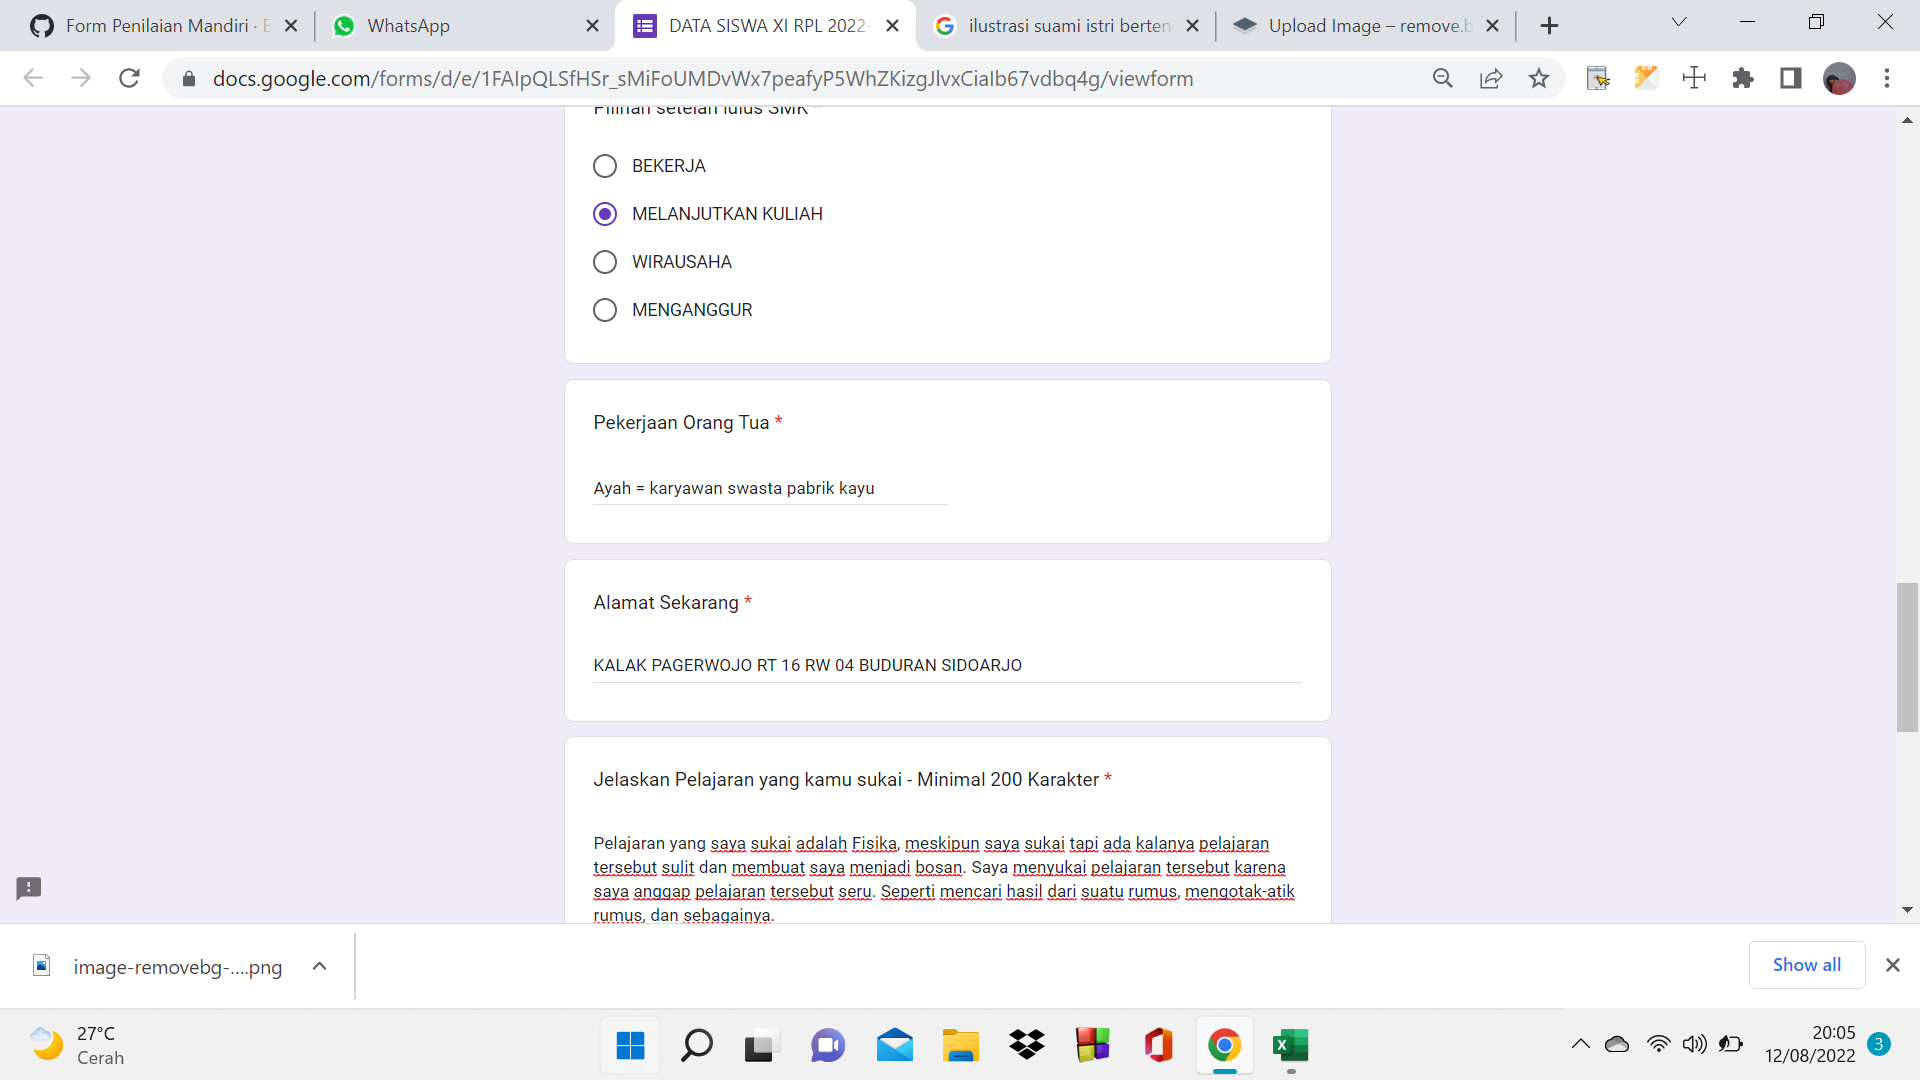 Form Penilaian Mandiri · E
WhatsApp
DATA SISWA XI RPL 2022-
ilustrasi suami istri berten
Upload Image – remove.b
docs.google.com/forms/d/e/1FAIpQLSfHSr_sMiFoUMDvWx7peafyP5WhZKizgJlvxCiaIb67vdbq4g/viewform
Pilihan setelah lulus SMK *
BEKERJA
MELANJUTKAN KULIAH
WIRAUSAHA
MENGANGGUR
Pekerjaan Orang Tua *
Ayah = karyawan swasta pabrik kayu
Alamat Sekarang *
KALAK PAGERWOJO RT 16 RW 04 BUDURAN SIDOARJO
Jelaskan Pelajaran yang kamu sukai - Minimal 200 Karakter *
Pelajaran yang saya sukai adalah Fisika, meskipun saya sukai tapi ada kalanya pelajaran
tersebut sulit dan membuat saya menjadi bosan. Saya menyukai pelajaran tersebut karena
saya anggap pelajaran tersebut seru. Seperti mencari hasil dari suatu rumus, mengotak-atik
rumus, dan sebagainya.
image-removebg-....png
Show all
27°C
Cerah
20:05
12/08/2022
3